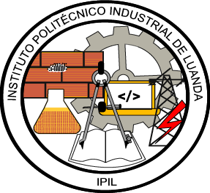 INSTITUTO POLITÉCNICO INDUSTRIAL DE LUANDA
</>
IPIL